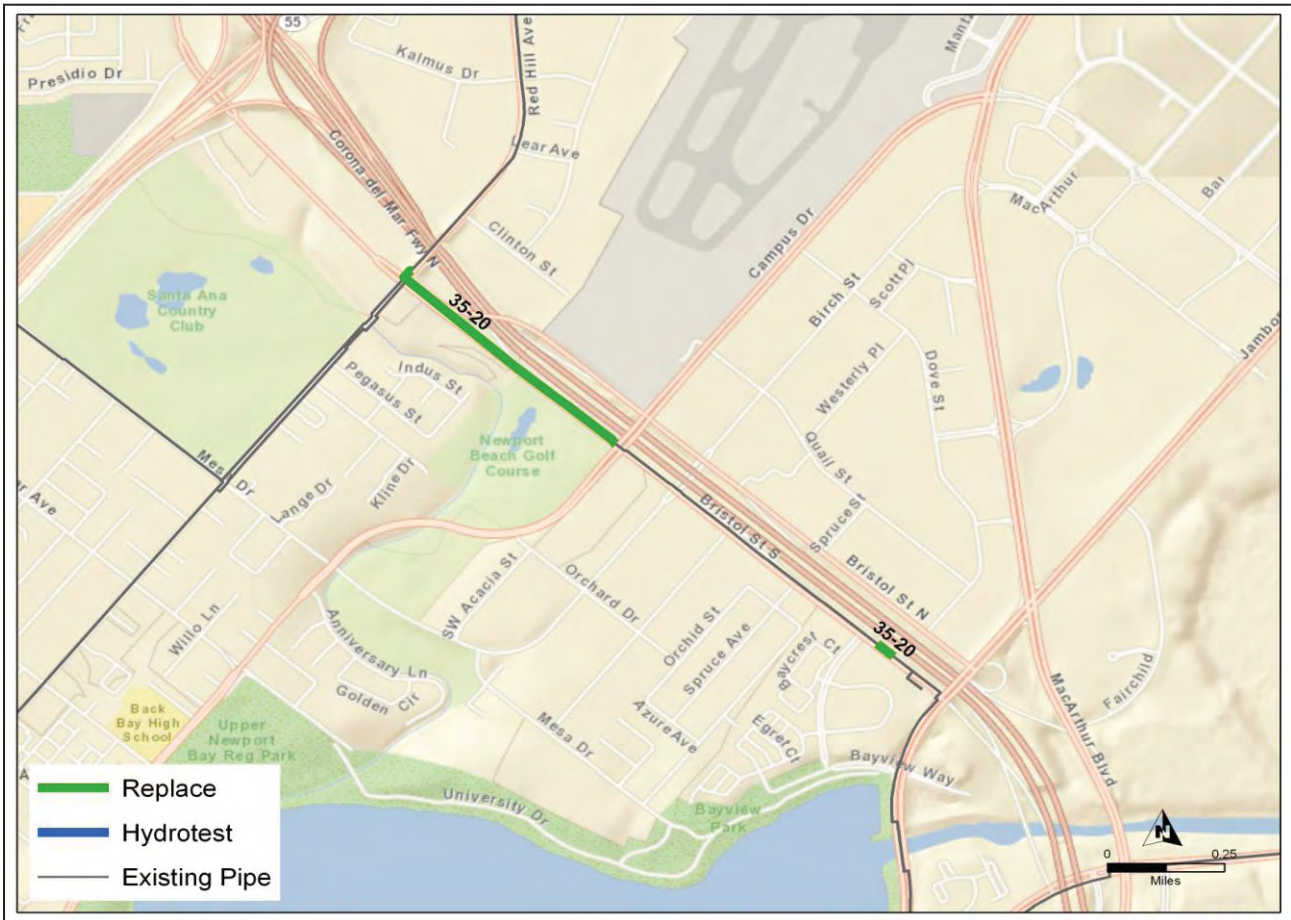 55
Kalmus Dr
Red Hill Ave
Presidio Dr
Lear Ave
Corona del Mar Fwy N
Clinton St
Campus Dr
MacArthur
Santa Ana
Country
Club
35-20
Birch St
Scott Pl
Indus St
Pegasus St
Westerly Pl
Dove St
Newport
Beach Golf
Course
Mesa Dr
Lange Dr
Kline Dr
Quail St
Spruce St
Bristol St S
Bristol St N
SW Acacia St
Orchard Dr
Willo Ln
Anniversary Ln
Orchid St
Spruce Ave
Baycrest Ct
35-20
Golden Cir
Azure Ave
Egret Ct
Mesa Dr
Back
Bay High
School
Upper
Newport
Bay Reg Park
Fairchild
MacArthur Blvd
Bayview Way
University Dr
Bayview
Park
Replace
Hydrotest
Existing Pipe
N
0 0.25
Miles